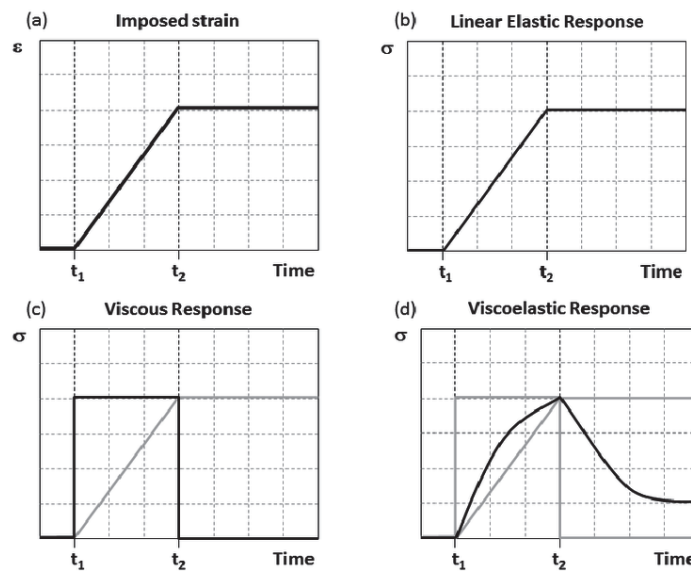 (a) Imposed strain
ε
t1 t2 Time
(b) Linear Elastic Response
σ
t1 t2 Time
(c) Viscous Response
σ
t1 t2 Time
(d) Viscoelastic Response
σ
t1 t2 Time